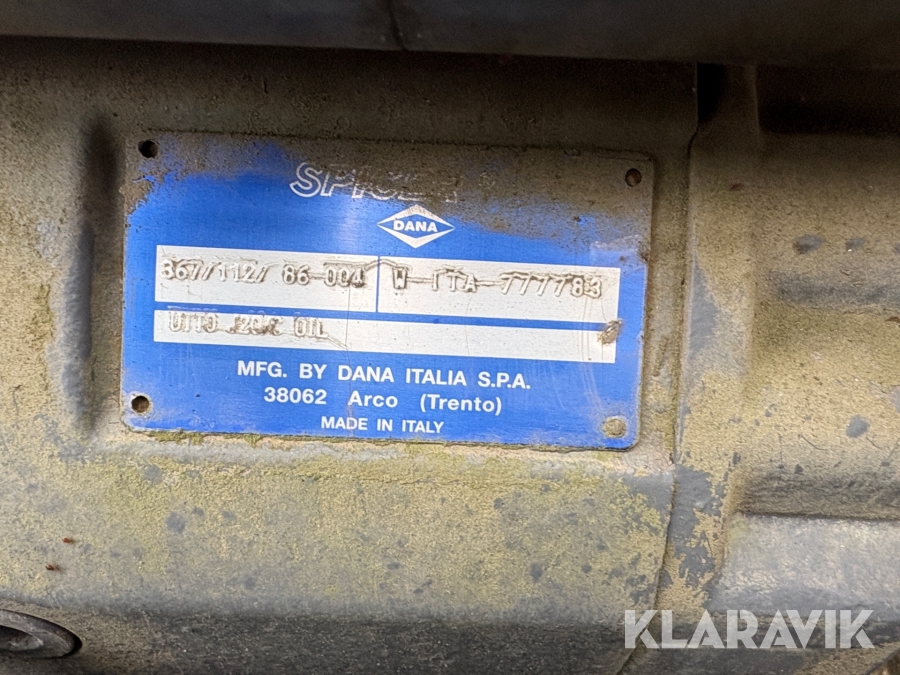 SPICER
DANA
367/112/ 86-004 W-ITA-777783
UTTO J20/C OIL
MFG. BY DANA ITALIA S.P.A.
38062 Arco (Trento)
MADE IN ITALY
KLARAVIK